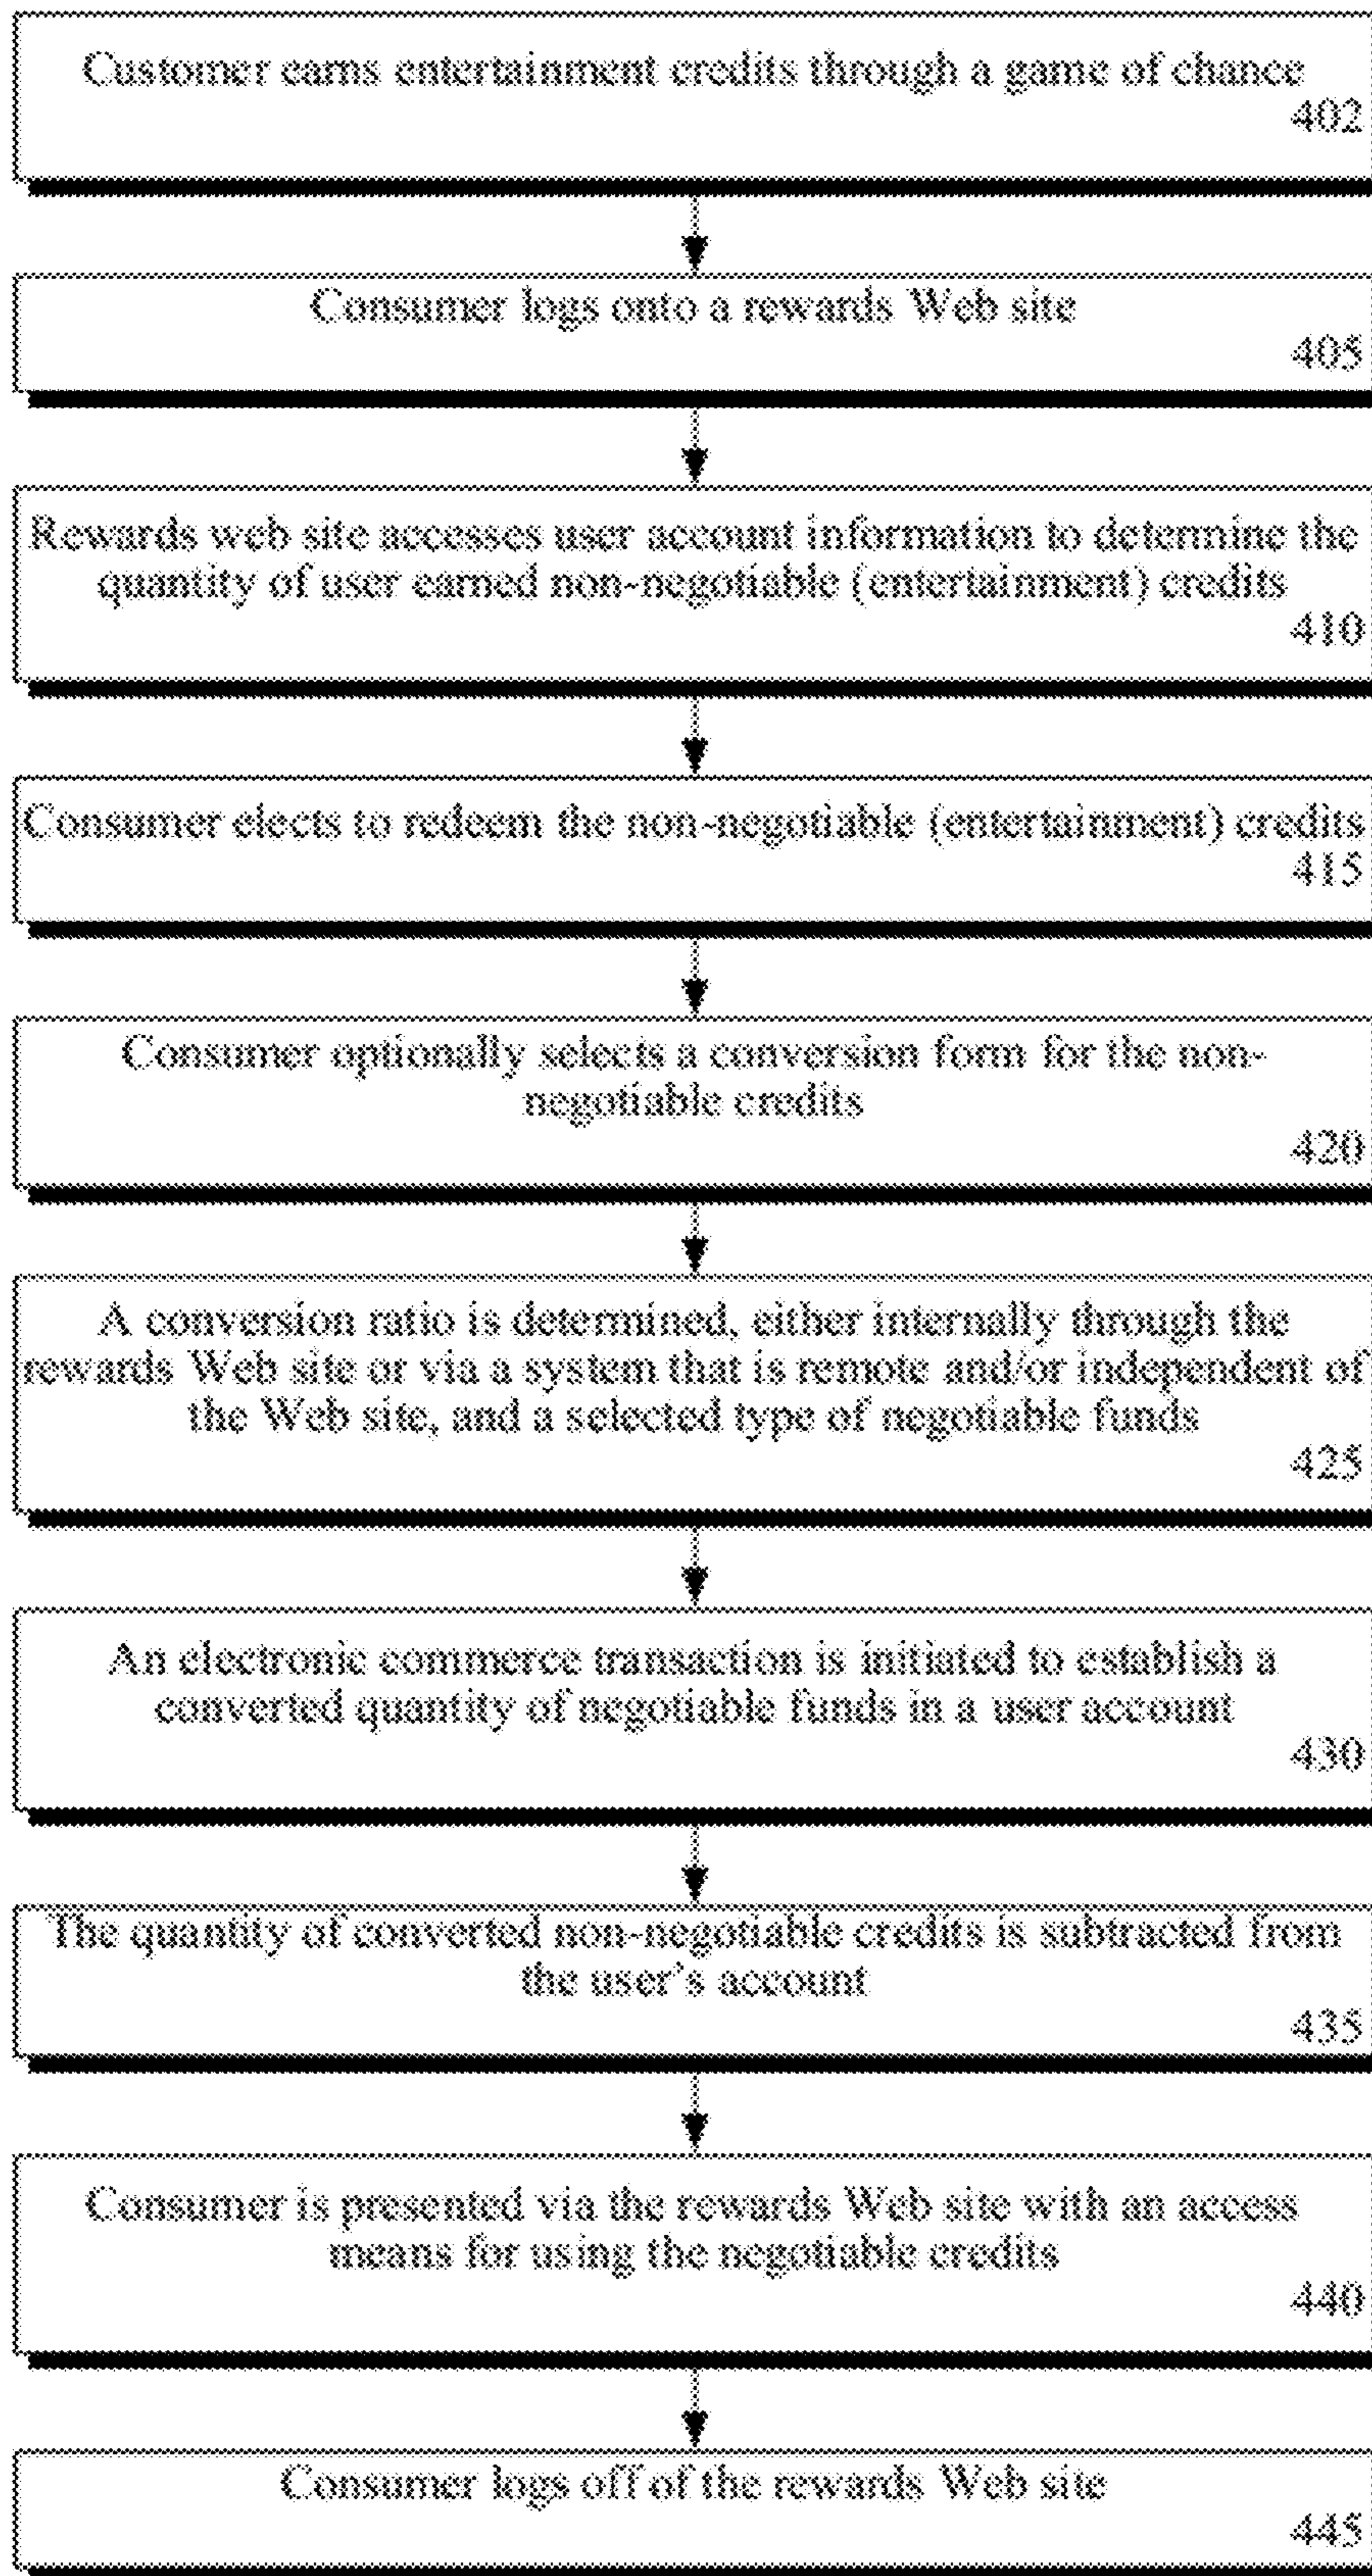 Customer earns entertainment credits through a game of chance
402
Consumer logs onto a rewards Web site
405
Rewards web site accesses user account information to determine the
quantity of user earned non-negotiable (entertainment) credits
410
Consumer elects to redeem the non-negotiable (entertainment) credits
415
Consumer optionally selects a conversion form for the non-
negotiable credits
420
A conversion ratio is determined, either internally through the
rewards Web site or via a system that is remote and/or independent of
the Web site, and a selected type of negotiable funds
425
An electronic commerce transaction is initiated to establish a
converted quantity of negotiable funds in a user account
430
The quantity of converted non-negotiable credits is subtracted from
the user's account
435
Consumer is presented via the rewards Web site with an access
means for using the negotiable credits
440
Consumer logs off of the rewards Web site
445